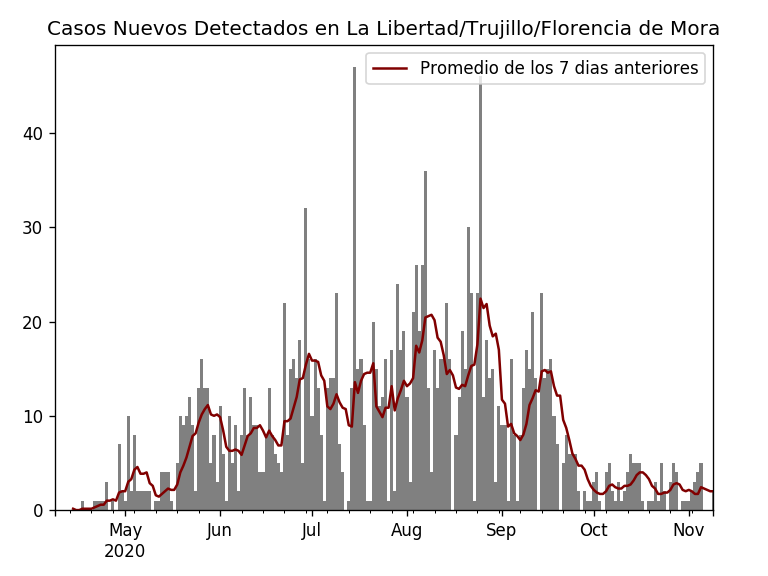 Casos Nuevos Detectados en La Libertad/Trujillo/Florencia de Mora
Promedio de los 7 dias anteriores
40
30
20
10
0
May Jun Jul Aug Sep Oct Nov
2020